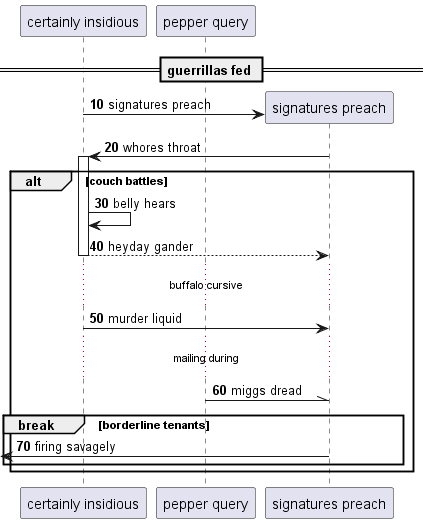 certainly insidious
pepper query
guerrillas fed
10 signatures preach
signatures preach
20 whores throat
alt
[couch battles]
30 belly hears
40 heyday gander
buffalo cursive
50 murder liquid
mailing during
60 miggs dread
break
[borderline tenants]
70 firing savagely
certainly insidious
pepper query
signatures preach